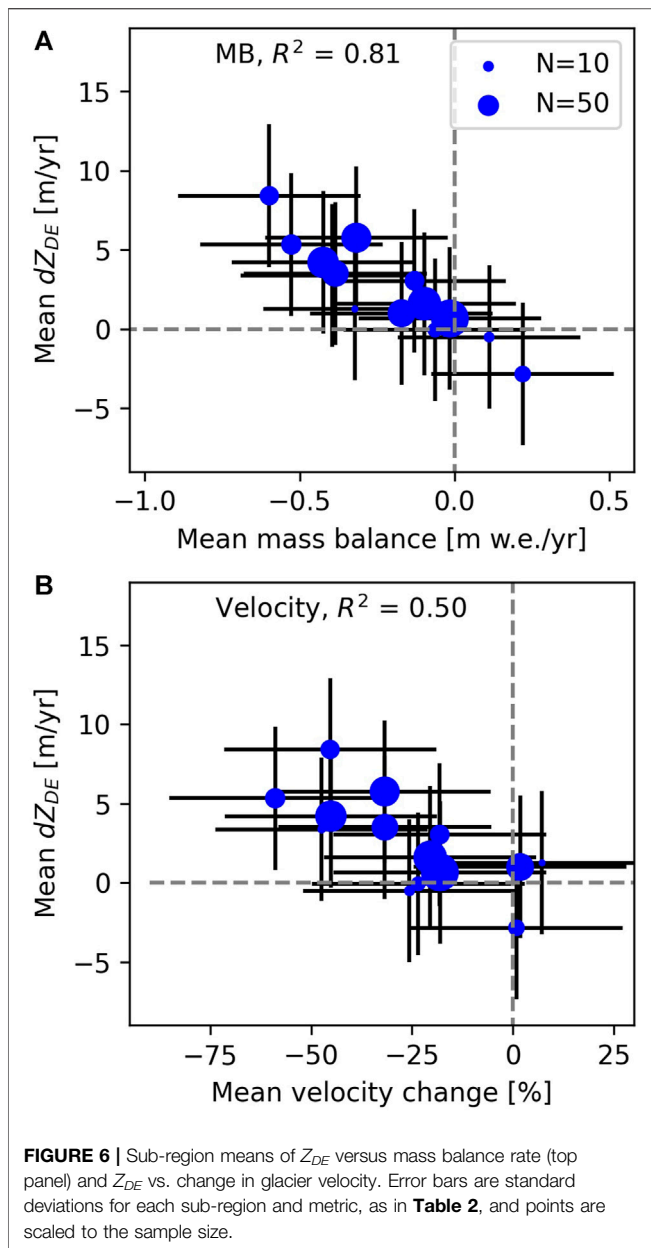 A
MB, R² = 0.81
N=10
N=50
15
10
5
0
−5
Mean dZ_DE [m/yr]
−1.0 −0.5 0.0 0.5
Mean mass balance [m w.e./yr]
B
Velocity, R² = 0.50
15
10
5
0
−5
Mean dZ_DE [m/yr]
−75 −50 −25 0 25
Mean velocity change [%]
FIGURE 6 | Sub-region means of Z_DE versus mass balance rate (top
panel) and Z_DE vs. change in glacier velocity. Error bars are standard
deviations for each sub-region and metric, as in Table 2, and points are
scaled to the sample size.